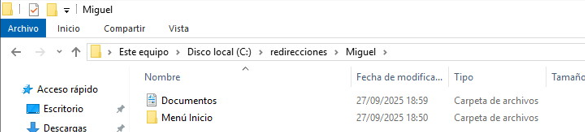 Miguel
Archivo Inicio Compartir Vista
Este equipo Disco local (C:) redirecciones Miguel
Nombre Fecha de modifica... Tipo Tamaño
Acceso rápido
Documentos 27/09/2025 18:59 Carpeta de archivos
Escritorio
Menú Inicio 27/09/2025 18:50 Carpeta de archivos
Descargas